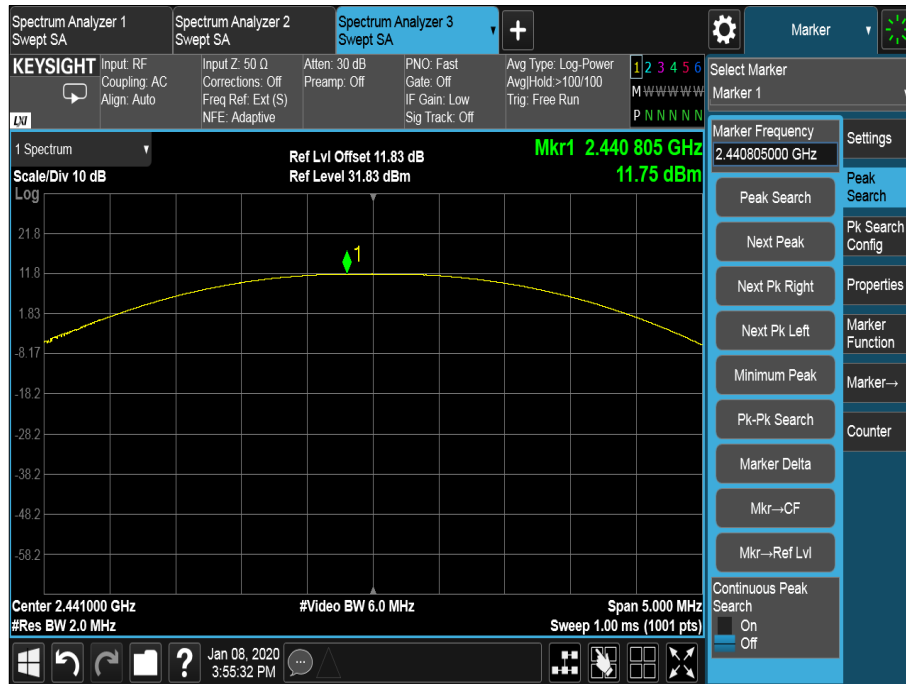 Spectrum Analyzer 1
Swept SA
Spectrum Analyzer 2
Swept SA
Spectrum Analyzer 3
Swept SA
Marker
KEYSIGHT
LXI
Input: RF
Coupling: AC
Align: Auto
Input Z: 50 Ω
Corrections: Off
Freq Ref: Ext (S)
NFE: Adaptive
Atten: 30 dB
Preamp: Off
PNO: Fast
Gate: Off
IF Gain: Low
Sig Track: Off
Avg Type: Log-Power
Avg|Hold:>100/100
Trig: Free Run
1 2 3 4 5 6
M W W W W W
P N N N N N
Select Marker
Marker 1
1 Spectrum
Scale/Div 10 dB
Log
Ref Lvl Offset 11.83 dB
Ref Level 31.83 dBm
Mkr1 2.440 805 GHz
11.75 dBm
1
21.8
11.8
1.83
-8.17
-18.2
-28.2
-38.2
-48.2
-58.2
Center 2.441000 GHz
#Res BW 2.0 MHz
#Video BW 6.0 MHz
Span 5.000 MHz
Sweep 1.00 ms (1001 pts)
Marker Frequency
2.440805000 GHz
Peak Search
Next Peak
Next Pk Right
Next Pk Left
Minimum Peak
Pk-Pk Search
Marker Delta
Mkr→CF
Mkr→Ref Lvl
Continuous Peak
Search
On
Off
Settings
Peak
Search
Pk Search
Config
Properties
Marker
Function
Marker→
Counter
?
Jan 08, 2020
3:55:32 PM